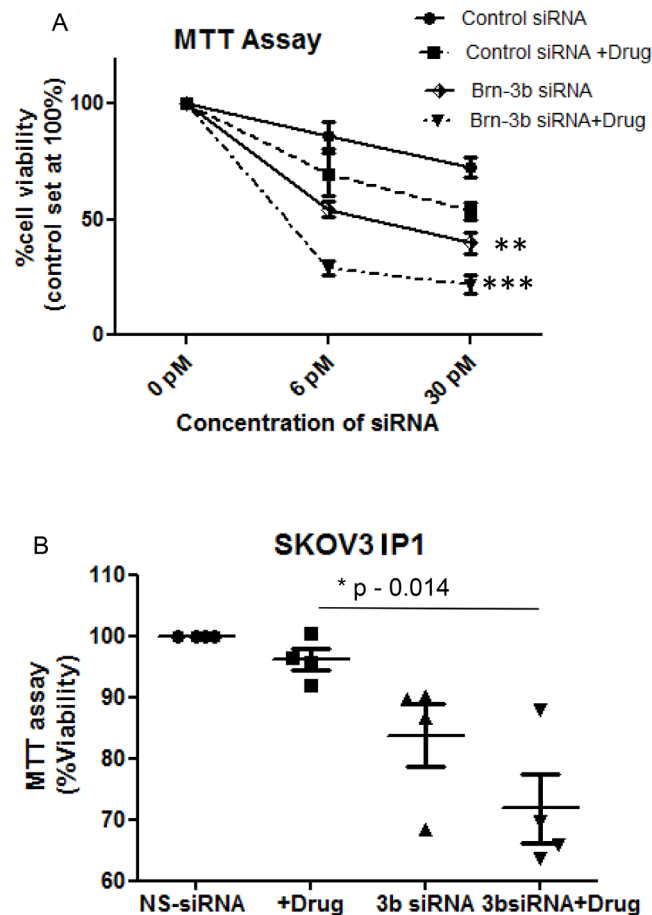 A
MTT Assay
Control siRNA
Control siRNA +Drug
Brn-3b siRNA
Brn-3b siRNA+Drug
%cell viability
(control set at 100%)
100
50
0
**
***
0 pM
6 pM
30 pM
Concentration of siRNA
B
SKOV3 IP1
* p - 0.014
MTT assay
(%Viability)
110
100
90
80
70
60
NS-siRNA
+Drug
3b siRNA
3bsiRNA+Drug